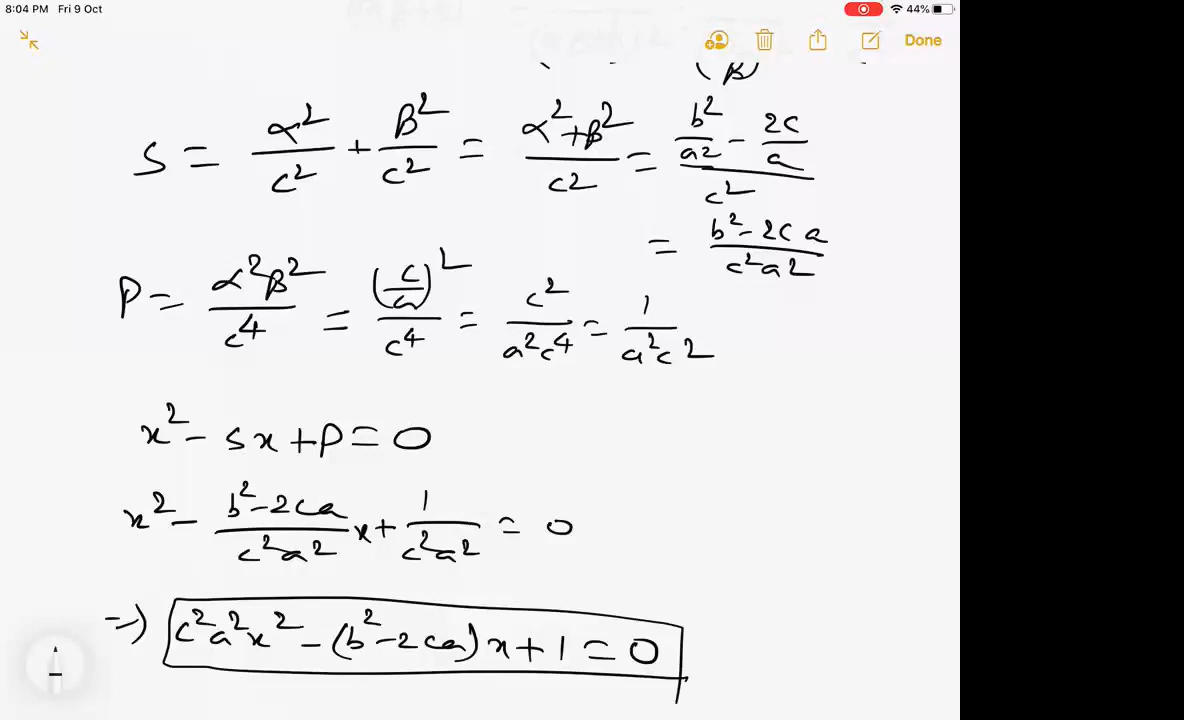 8:04 PM Fri 9 Oct 44%
Done
(β)
S = α²/c² + β²/c² = (α²+β²)/c² = (b²/a² - 2c/a)/c²
= (b²-2ca)/(c²a²)
P = α²β²/c⁴ = (c/a)²/c⁴ = c²/(a²c⁴) = 1/(a²c²)
x² - Sx + P = 0
x² - (b²-2ca)/(c²a²) x + 1/(c²a²) = 0
=> c²a²x² - (b²-2ca)x + 1 = 0